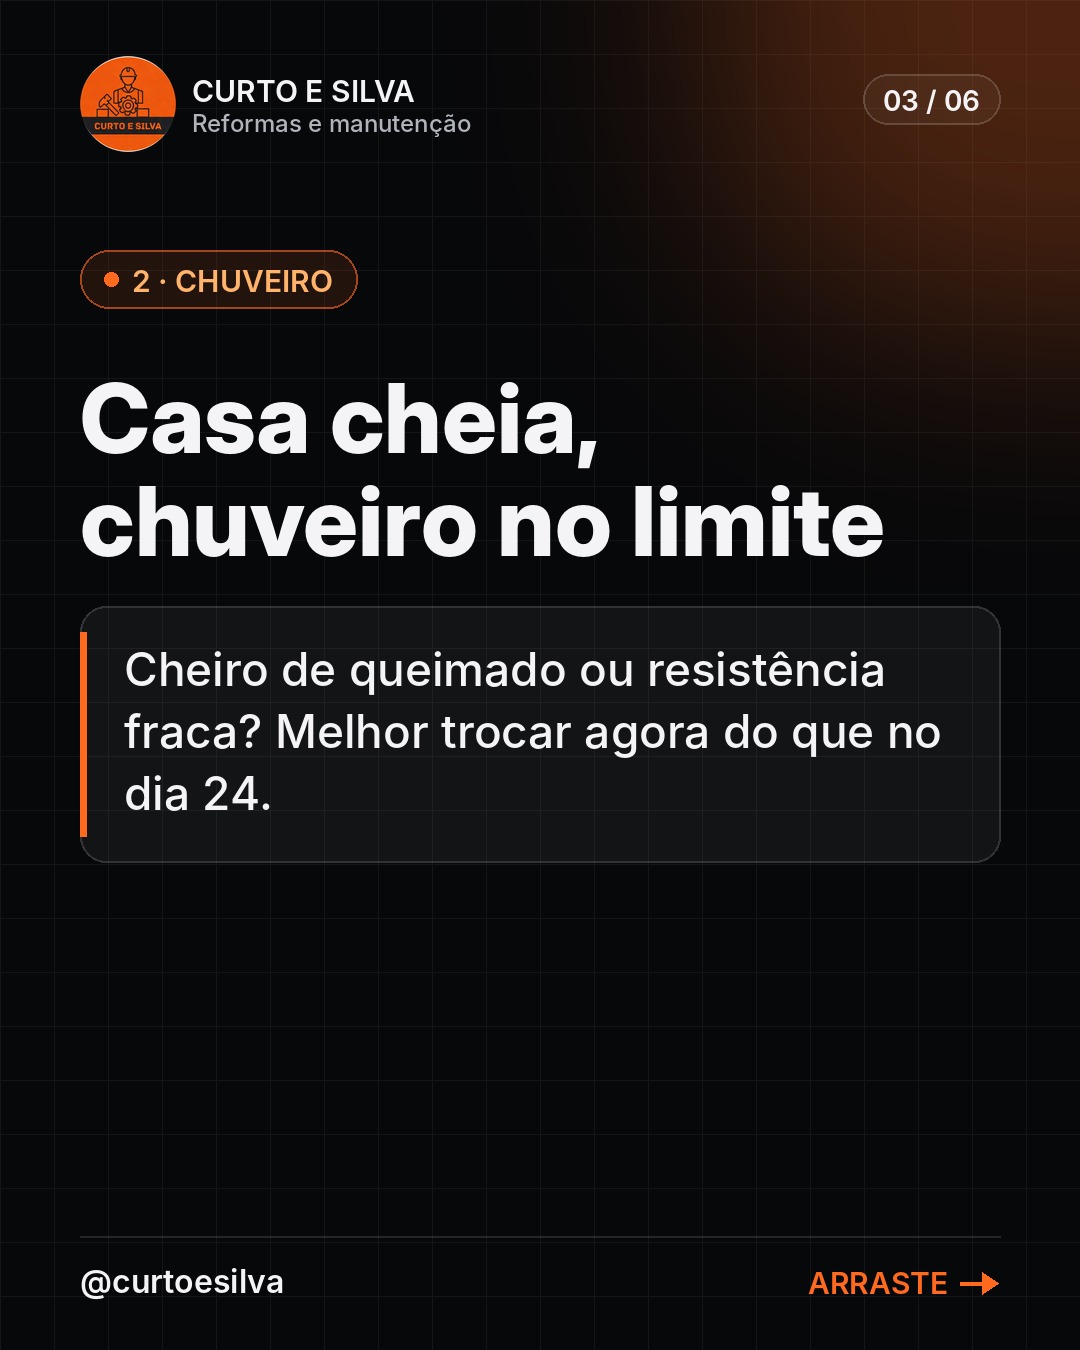 CURTO E SILVA
CURTO E SILVA
Reformas e manutenção
03 / 06
2 · CHUVEIRO
Casa cheia,
chuveiro no limite
Cheiro de queimado ou resistência
fraca? Melhor trocar agora do que no
dia 24.
@curtoesilva
ARRASTE →